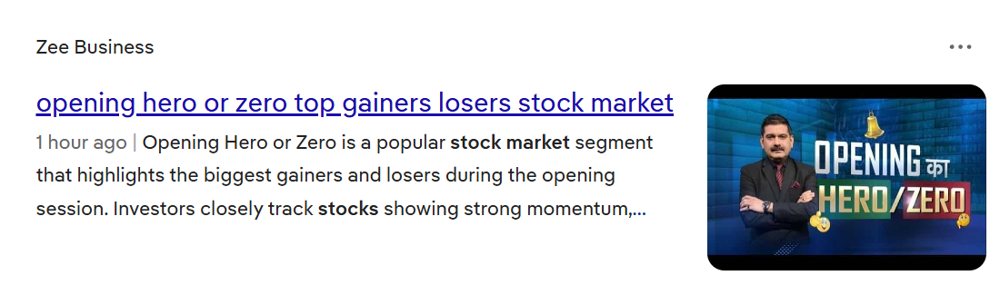 Zee Business
opening hero or zero top gainers losers stock market
1 hour ago | Opening Hero or Zero is a popular stock market segment
that highlights the biggest gainers and losers during the opening
session. Investors closely track stocks showing strong momentum,...
OPENING का
HERO/ZERO